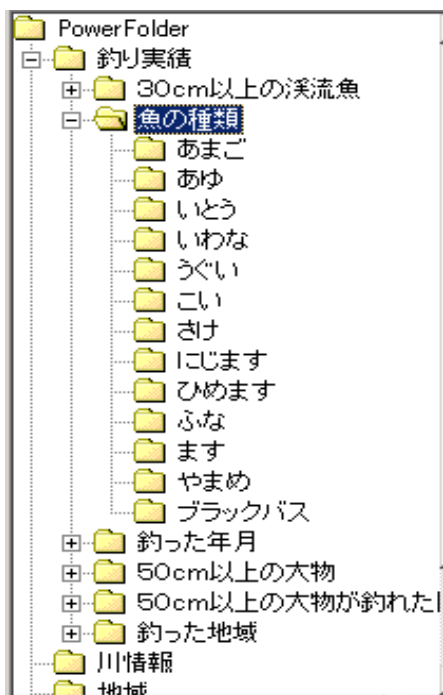 PowerFolder
釣り実績
30cm以上の渓流魚
魚の種類
あまご
あゆ
いとう
いわな
うぐい
こい
さけ
にじます
ひめます
ふな
ます
やまめ
ブラックバス
釣った年月
50cm以上の大物
50cm以上の大物が釣れた
釣った地域
川情報
地域